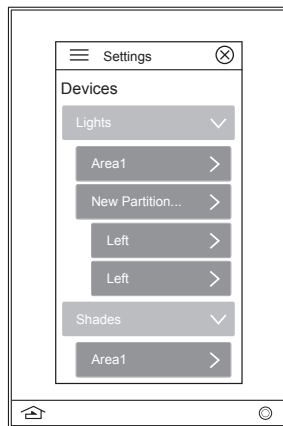 Settings
Devices
Lights
Area1
New Partition...
Left
Left
Shades
Area1